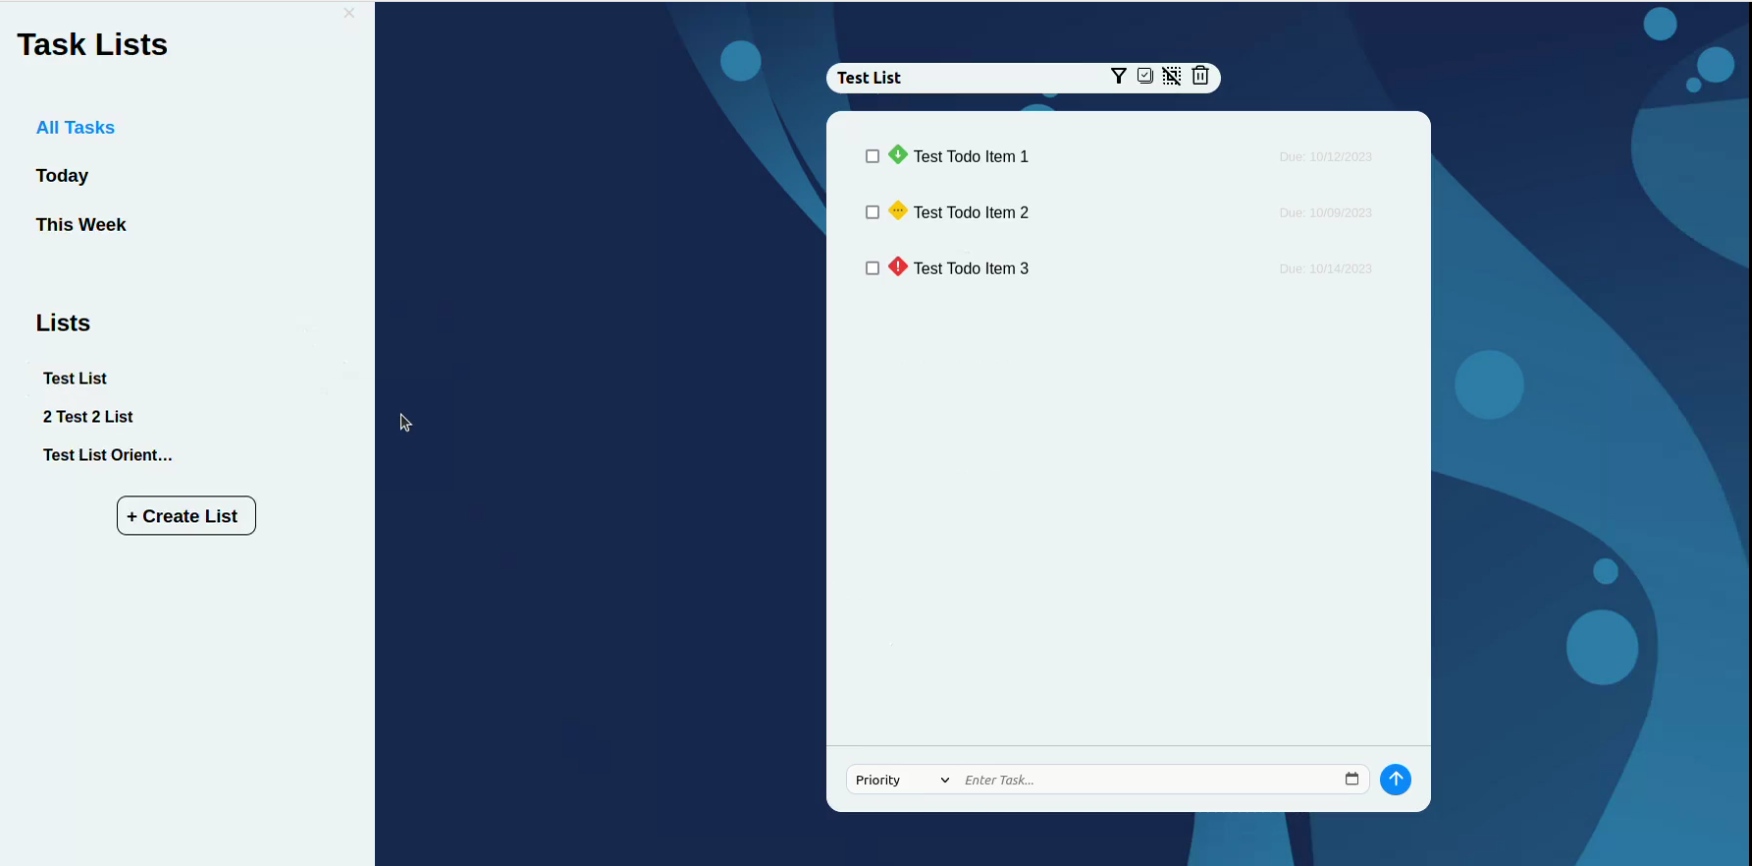 Task Lists
All Tasks
Today
This Week
Lists
Test List
2 Test 2 List
Test List Orient...
+ Create List
Test List
Test Todo Item 1 Due: 10/12/2023
Test Todo Item 2 Due: 10/09/2023
Test Todo Item 3 Due: 10/14/2023
Priority Enter Task...